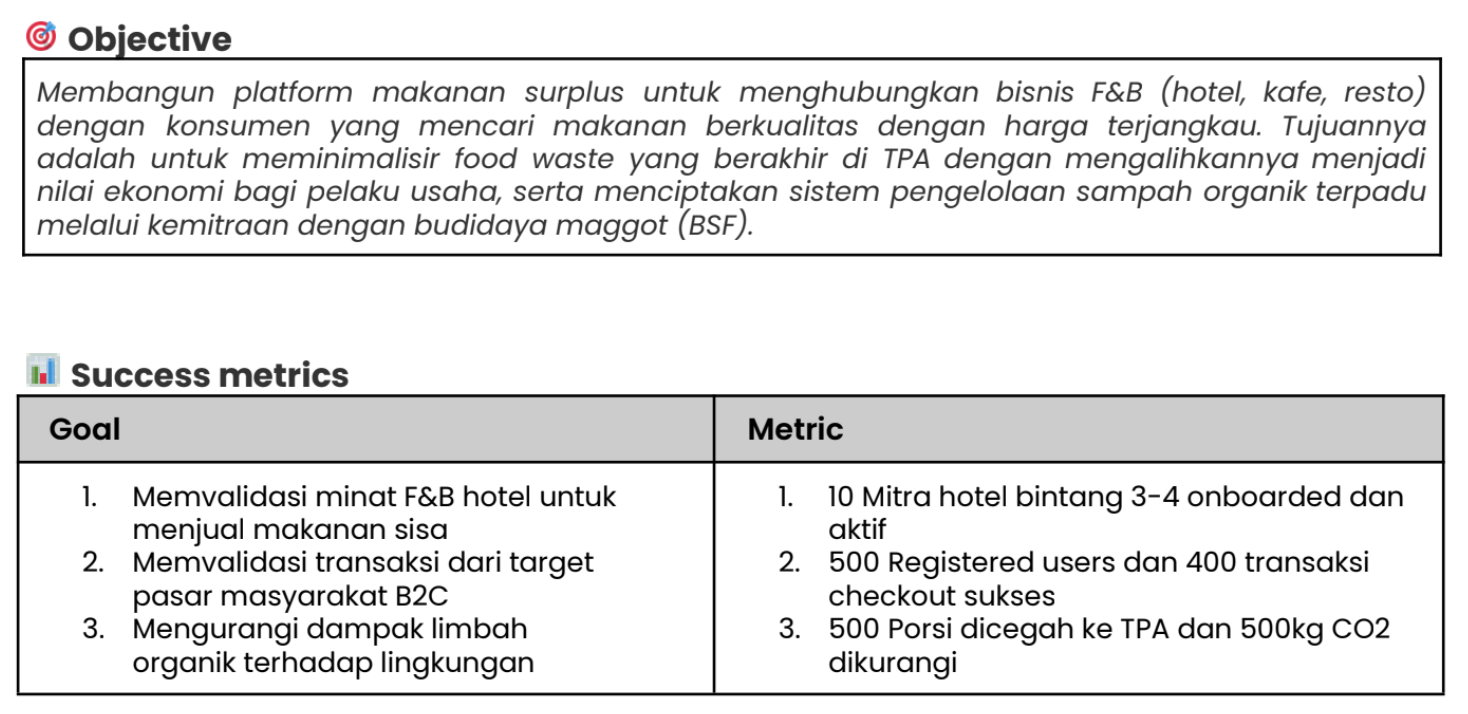 🎯 Objective
Membangun platform makanan surplus untuk menghubungkan bisnis F&B (hotel, kafe, resto)
dengan konsumen yang mencari makanan berkualitas dengan harga terjangkau. Tujuannya
adalah untuk meminimalisir food waste yang berakhir di TPA dengan mengalihkannya menjadi
nilai ekonomi bagi pelaku usaha, serta menciptakan sistem pengelolaan sampah organik terpadu
melalui kemitraan dengan budidaya maggot (BSF).
📊 Success metrics
Goal
Metric
1. Memvalidasi minat F&B hotel untuk
menjual makanan sisa
2. Memvalidasi transaksi dari target
pasar masyarakat B2C
3. Mengurangi dampak limbah
organik terhadap lingkungan
1. 10 Mitra hotel bintang 3-4 onboarded dan
aktif
2. 500 Registered users dan 400 transaksi
checkout sukses
3. 500 Porsi dicegah ke TPA dan 500kg CO2
dikurangi